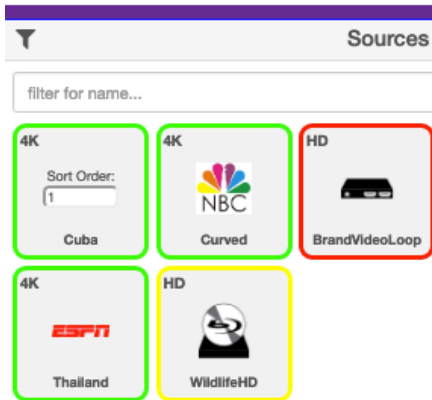 Sources
filter for name...
4K
Sort Order:
1
Cuba
4K
NBC
Curved
HD
BrandVideoLoop
4K
ESPN
Thailand
HD
WildlifeHD